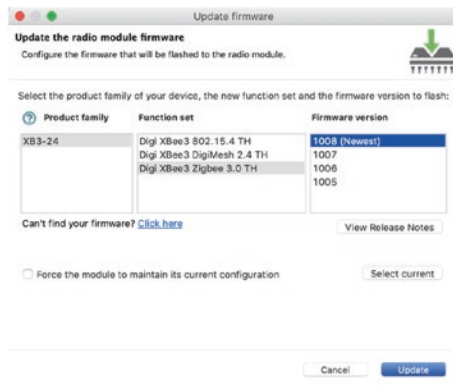 Update firmware
Update the radio module firmware
Configure the firmware that will be flashed to the radio module.
Select the product family of your device, the new function set and the firmware version to flash:
? Product family Function set Firmware version
XB3-24 Digi XBee3 802.15.4 TH 1008 (Newest)
Digi XBee3 DigiMesh 2.4 TH 1007
Digi XBee3 Zigbee 3.0 TH 1006
1005
Can't find your firmware? Click here View Release Notes
Force the module to maintain its current configuration Select current
Cancel Update